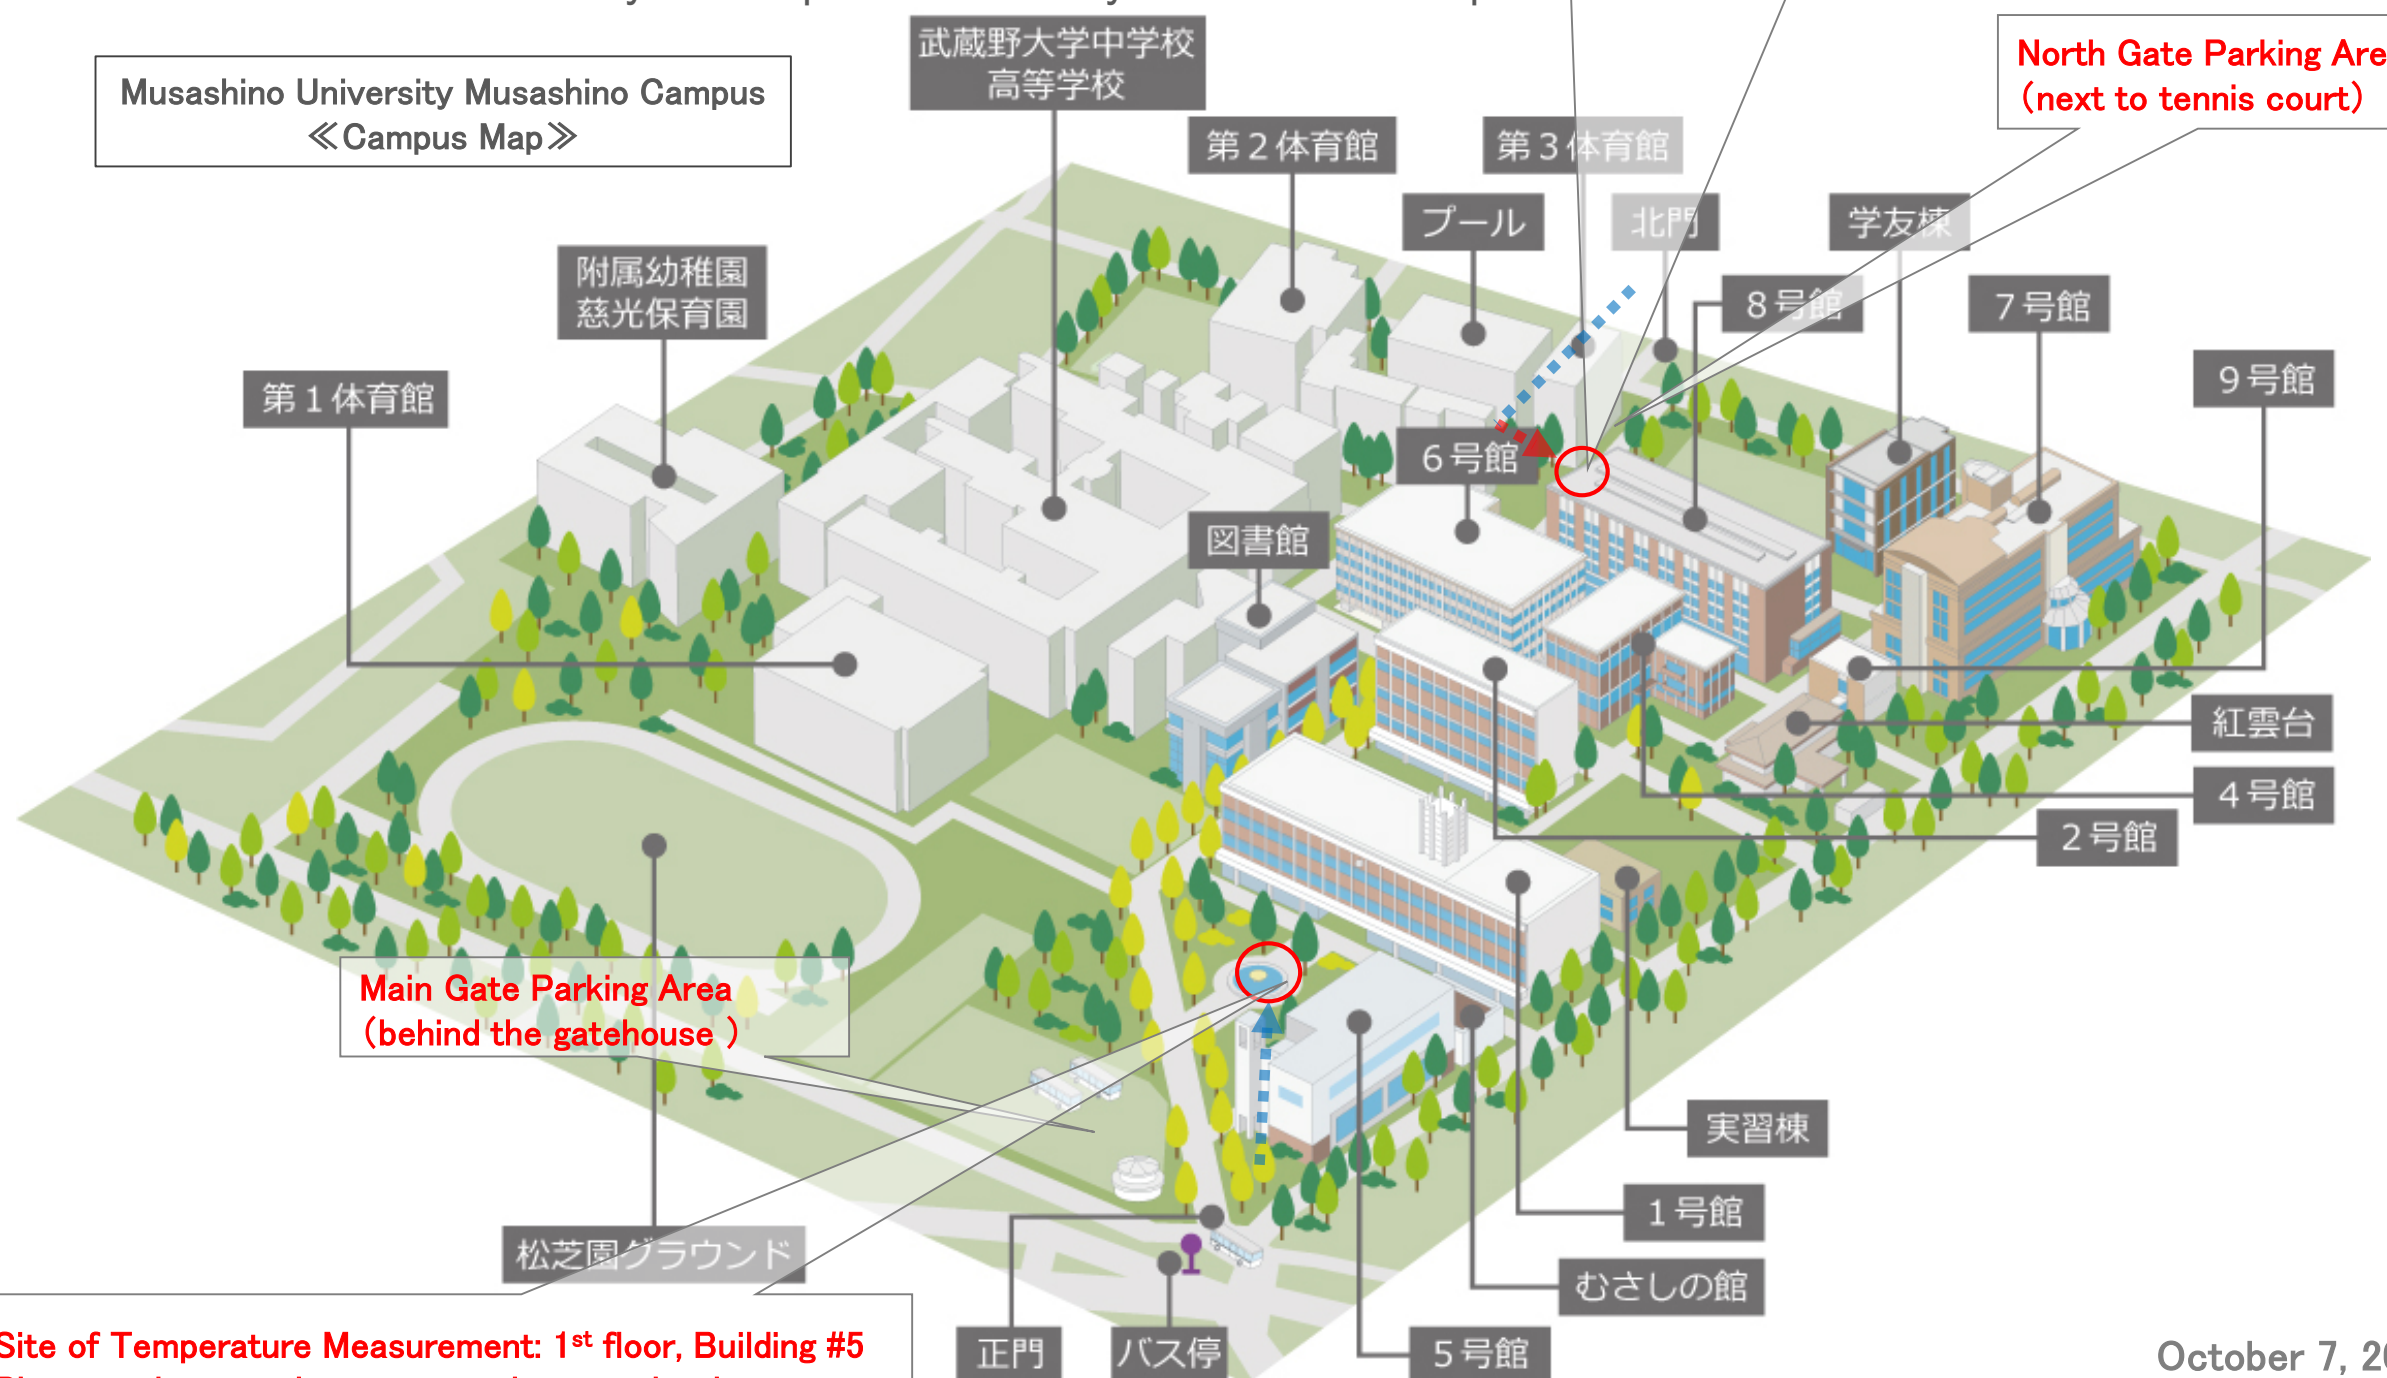 Musashino University Musashino Campus
≪Campus Map≫
武蔵野大学中学校
高等学校
North Gate Parking Are
（next to tennis court）
第２体育館
第３体育館
プール
北門
学友棟
附属幼稚園
慈光保育園
８号館
７号館
第１体育館
９号館
６号館
図書館
紅雲台
４号館
２号館
Main Gate Parking Area
（behind the gatehouse ）
実習棟
１号館
松芝園グラウンド
むさしの館
正門
バス停
５号館
Site of Temperature Measurement: 1st floor, Building #5
October 7, 20